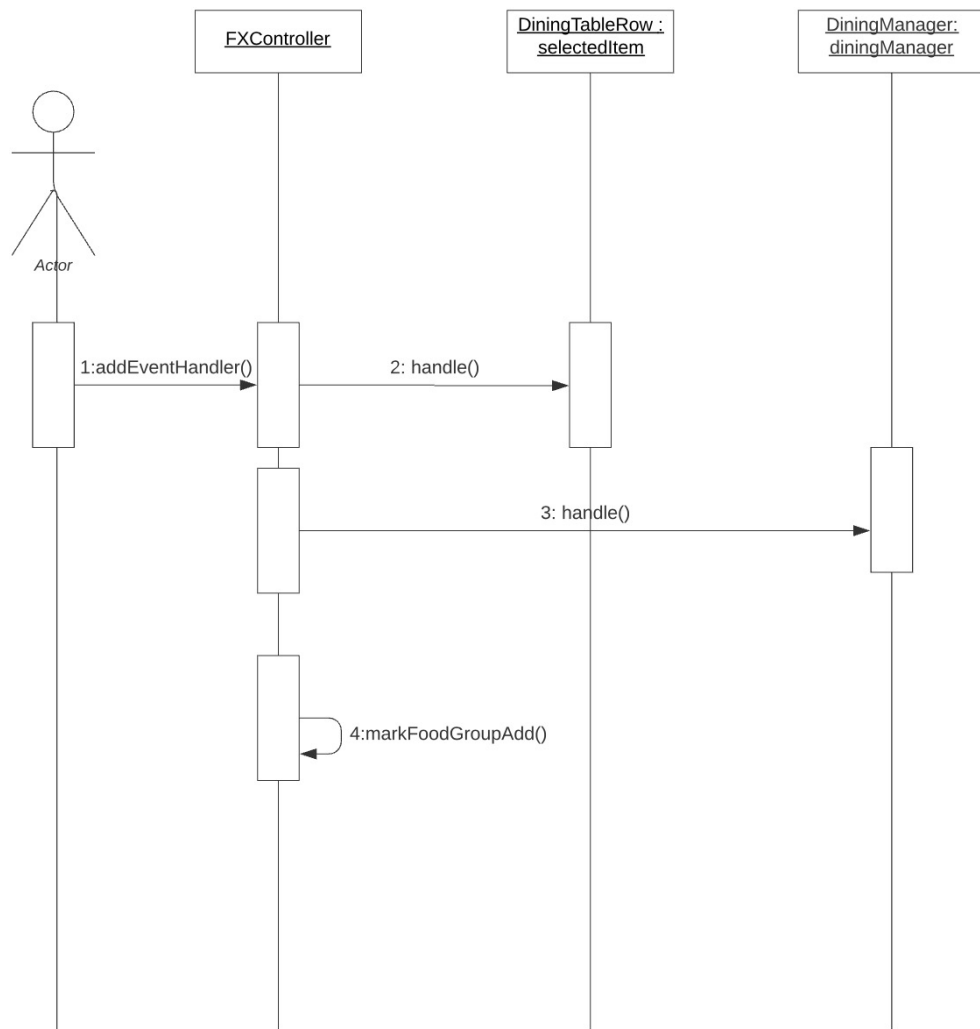 FXController
DiningTableRow :
selectedItem
DiningManager:
diningManager
Actor
1:addEventHandler()
2: handle()
3: handle()
4:markFoodGroupAdd()